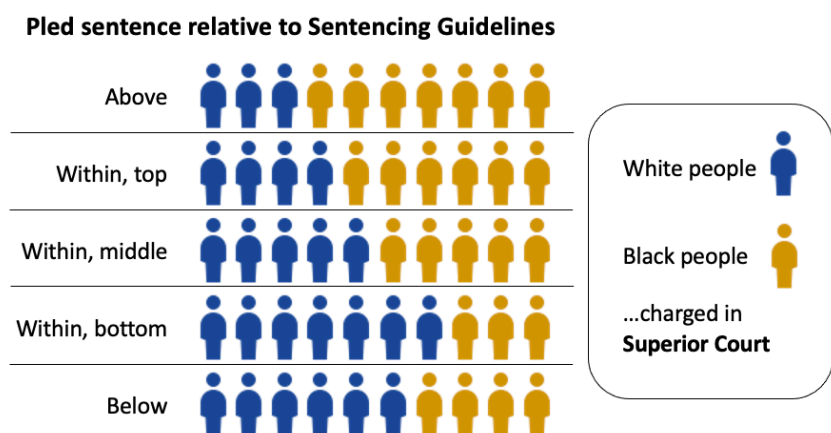 Pled sentence relative to Sentencing Guidelines
Above
Within, top
Within, middle
Within, bottom
Below
White people
Black people
...charged in
Superior Court